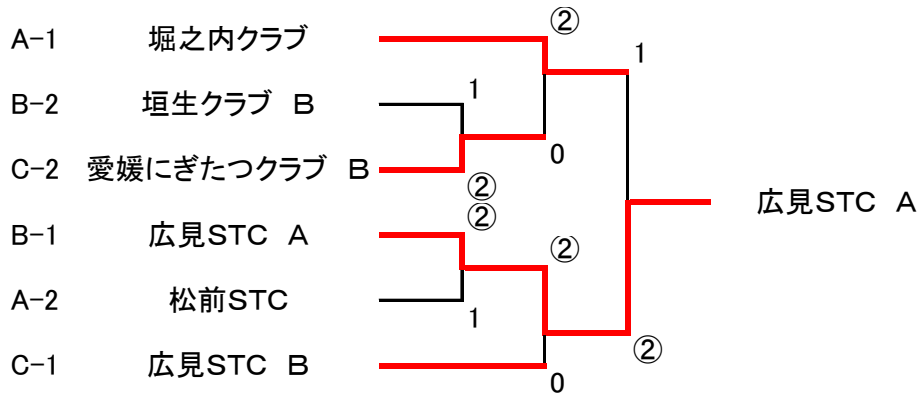 ②
A-1 堀之内クラブ
1
B-2 垣生クラブ B
1
0
C-2 愛媛にぎたつクラブ B
②
②
広見STC A
B-1 広見STC A
②
A-2 松前STC
1
②
C-1 広見STC B
0